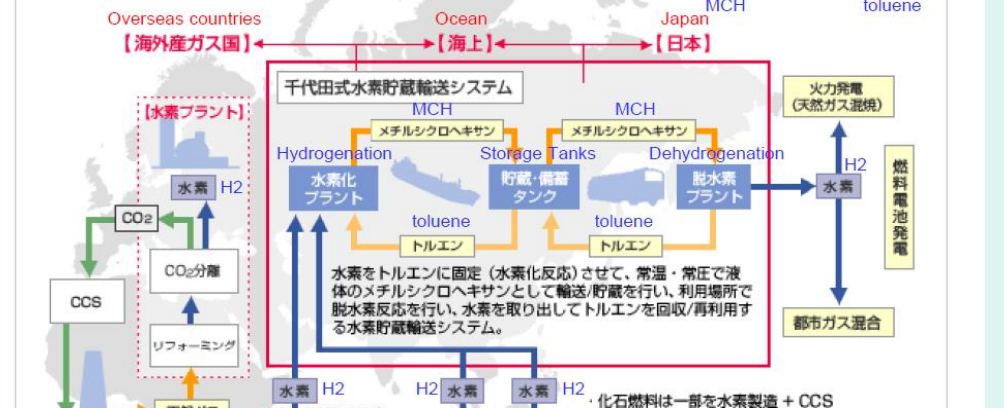 MCH
toluene
Overseas countries
Ocean
Japan
【海外産ガス国】
【海上】
【日本】
千代田式水素貯蔵輸送システム
火力発電
(天然ガス混焼)
【水素プラント】
MCH
MCH
メチルシクロヘキサン
メチルシクロヘキサン
Hydrogenation
Storage Tanks
Dehydrogenation
水素化
プラント
貯蔵・備蓄
タンク
脱水素
プラント
水素
H2
H2
水素
燃料電池発電
CO2
toluene
toluene
トルエン
トルエン
CO2分離
水素をトルエンに固定（水素化反応）させて、常温・常圧で液
体のメチルシクロヘキサンとして輸送/貯蔵を行い、利用場所で
脱水素反応を行い、水素を取り出してトルエンを回収/再利用す
る水素貯蔵輸送システム。
CCS
都市ガス混合
リフォーミング
水素
H2
H2
水素
水素
H2
・化石燃料は一部を水素製造 + CCS